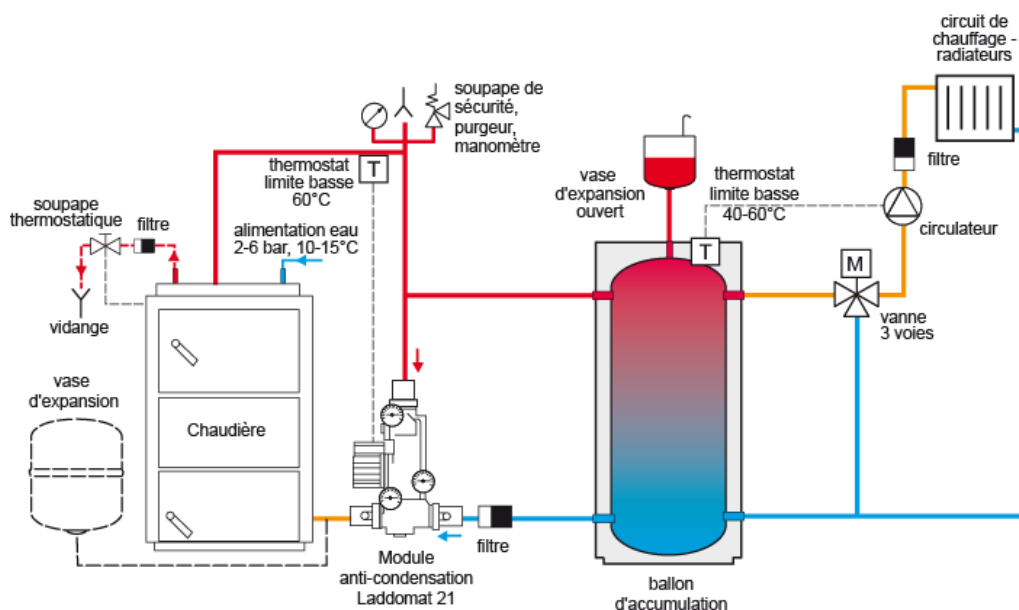 circuit de
chauffage -
radiateurs
soupape de
sécurité,
purgeur,
manomètre
thermostat
limite basse
60°C
T
vase
d'expansion
ouvert
thermostat
limite basse
40-60°C
filtre
circulateur
soupape
thermostatique
filtre
alimentation eau
2-6 bar, 10-15°C
T
M
vanne
3 voies
vidange
vase
d'expansion
Chaudière
filtre
Module
anti-condensation
Laddomat 21
ballon
d'accumulation